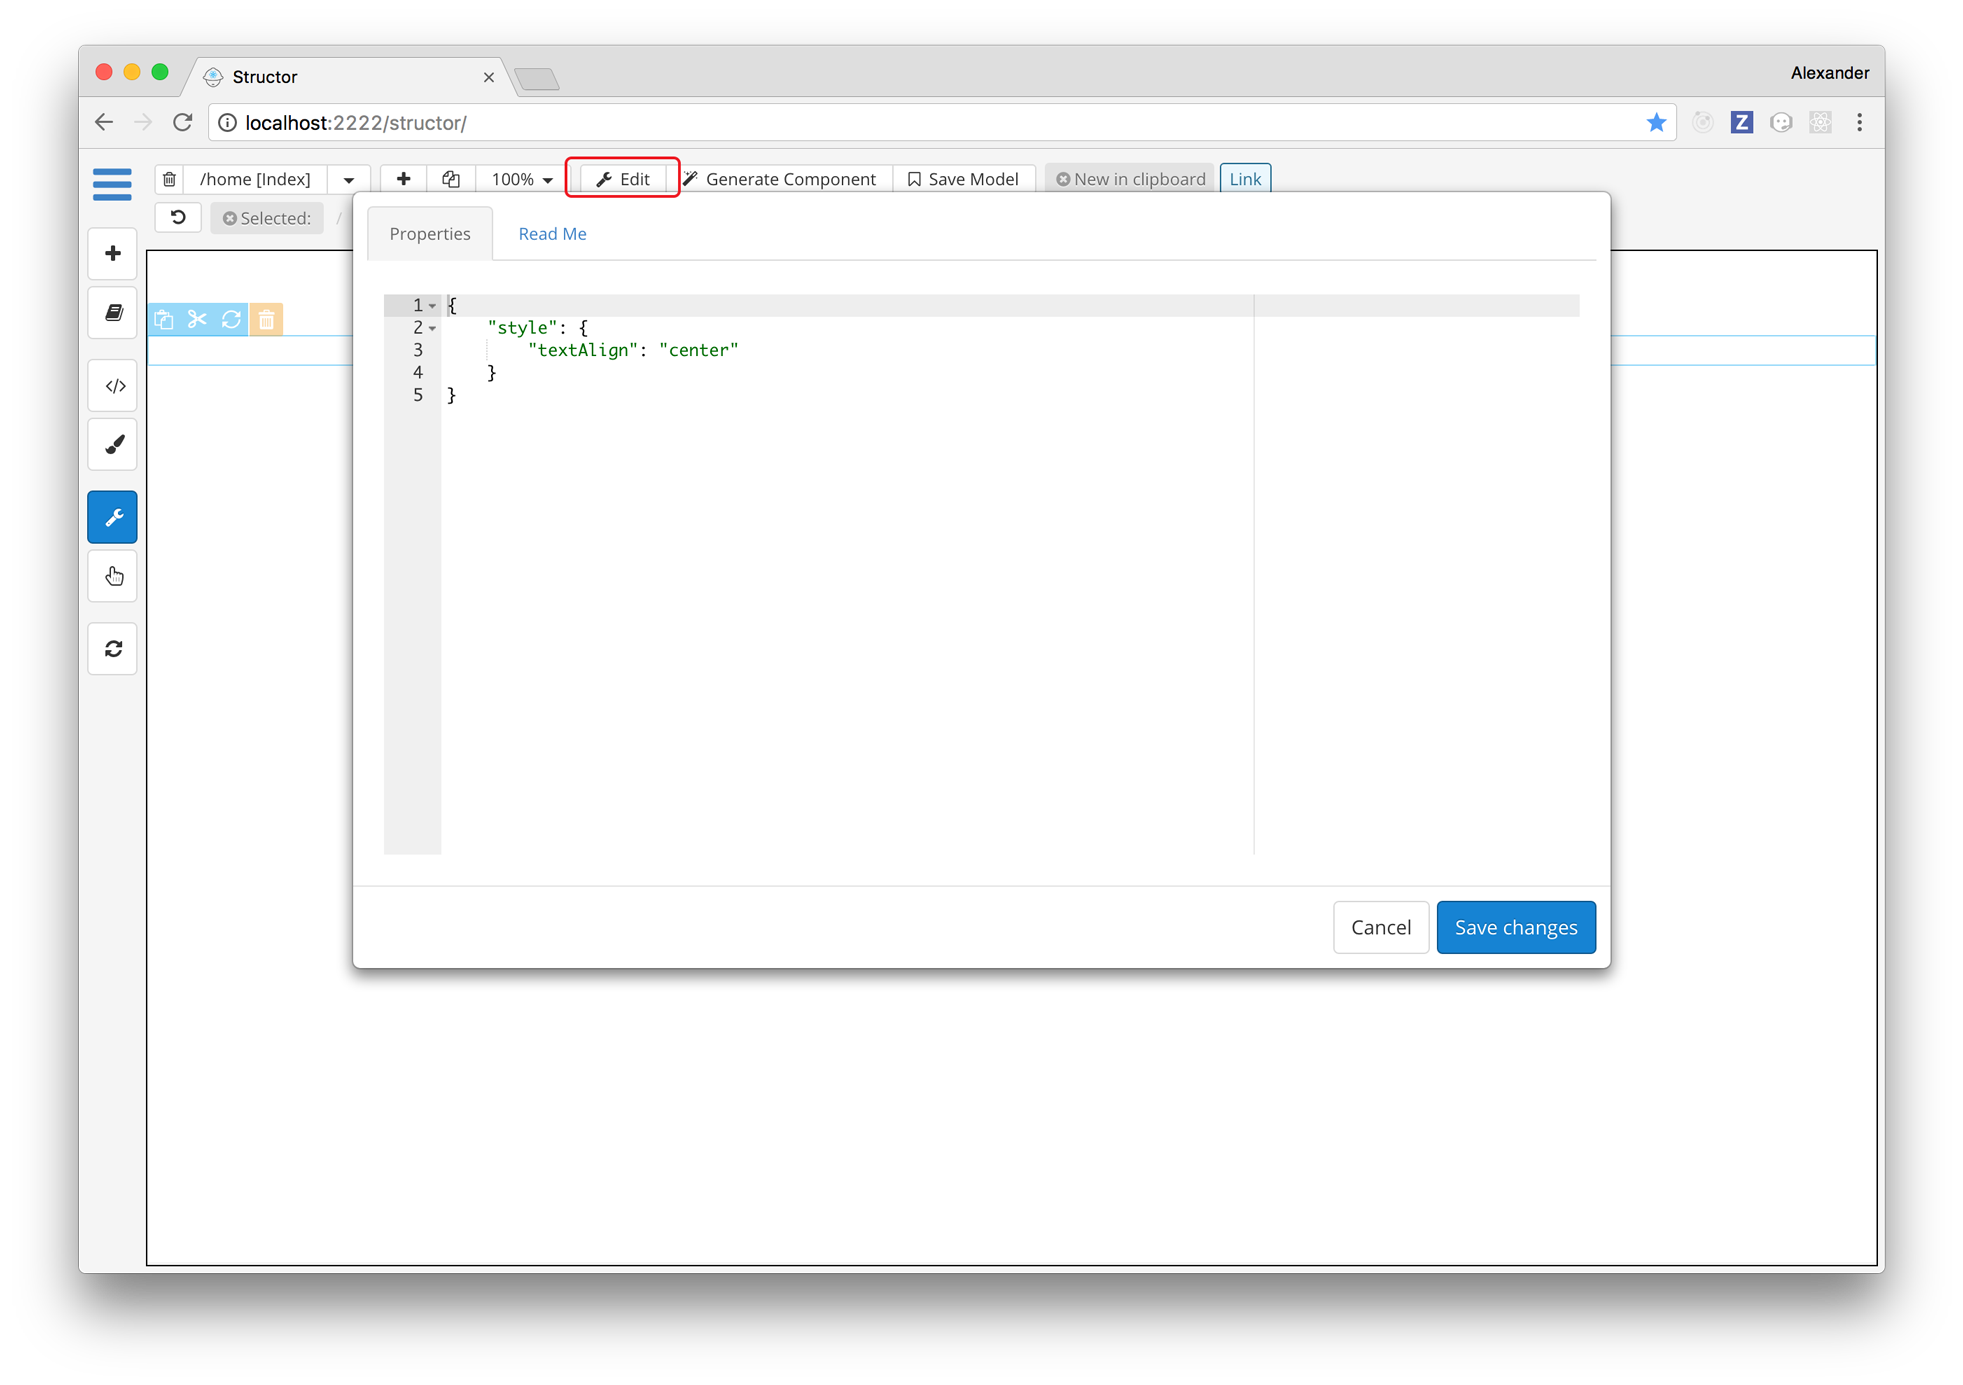 Structor
Alexander
localhost:2222/structor/
Z
/home [Index]
100%
Edit
Generate Component
Save Model
New in clipboard
Link
Selected:
/
Properties
Read Me
1 {
2 "style": {
3 "textAlign": "center"
4 }
5 }
Cancel
Save changes